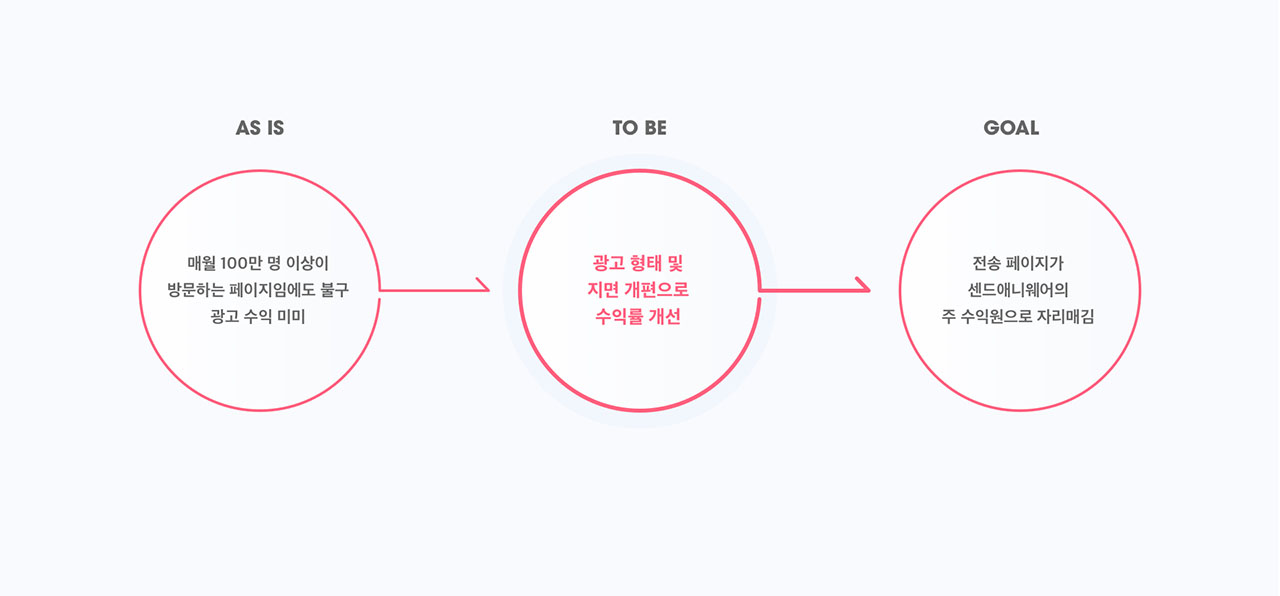 AS IS
매월 100만 명 이상이
방문하는 페이지임에도 불구
광고 수익 미미
TO BE
광고 형태 및
지면 개편으로
수익률 개선
GOAL
전송 페이지가
센드애니웨어의
주 수익원으로 자리매김